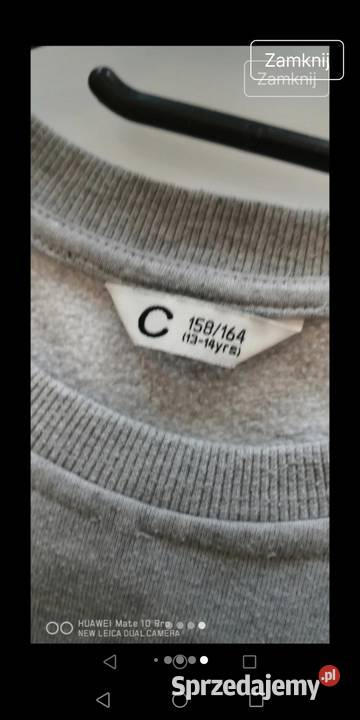 Zamknij
Zamknij
C 158/164
(13-14yrs)
HUAWEI Mate 10 Pro
NEW LEICA DUAL CAMERA
Sprzedajemy.pl